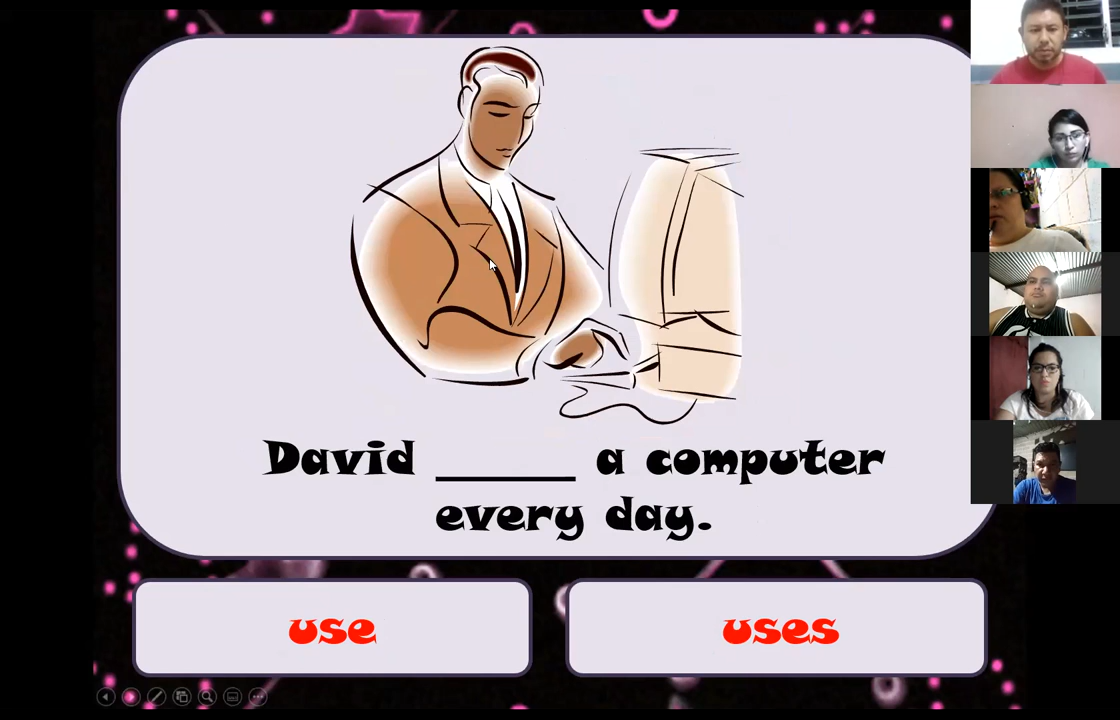 David _____ a computer
every day.
use
uses